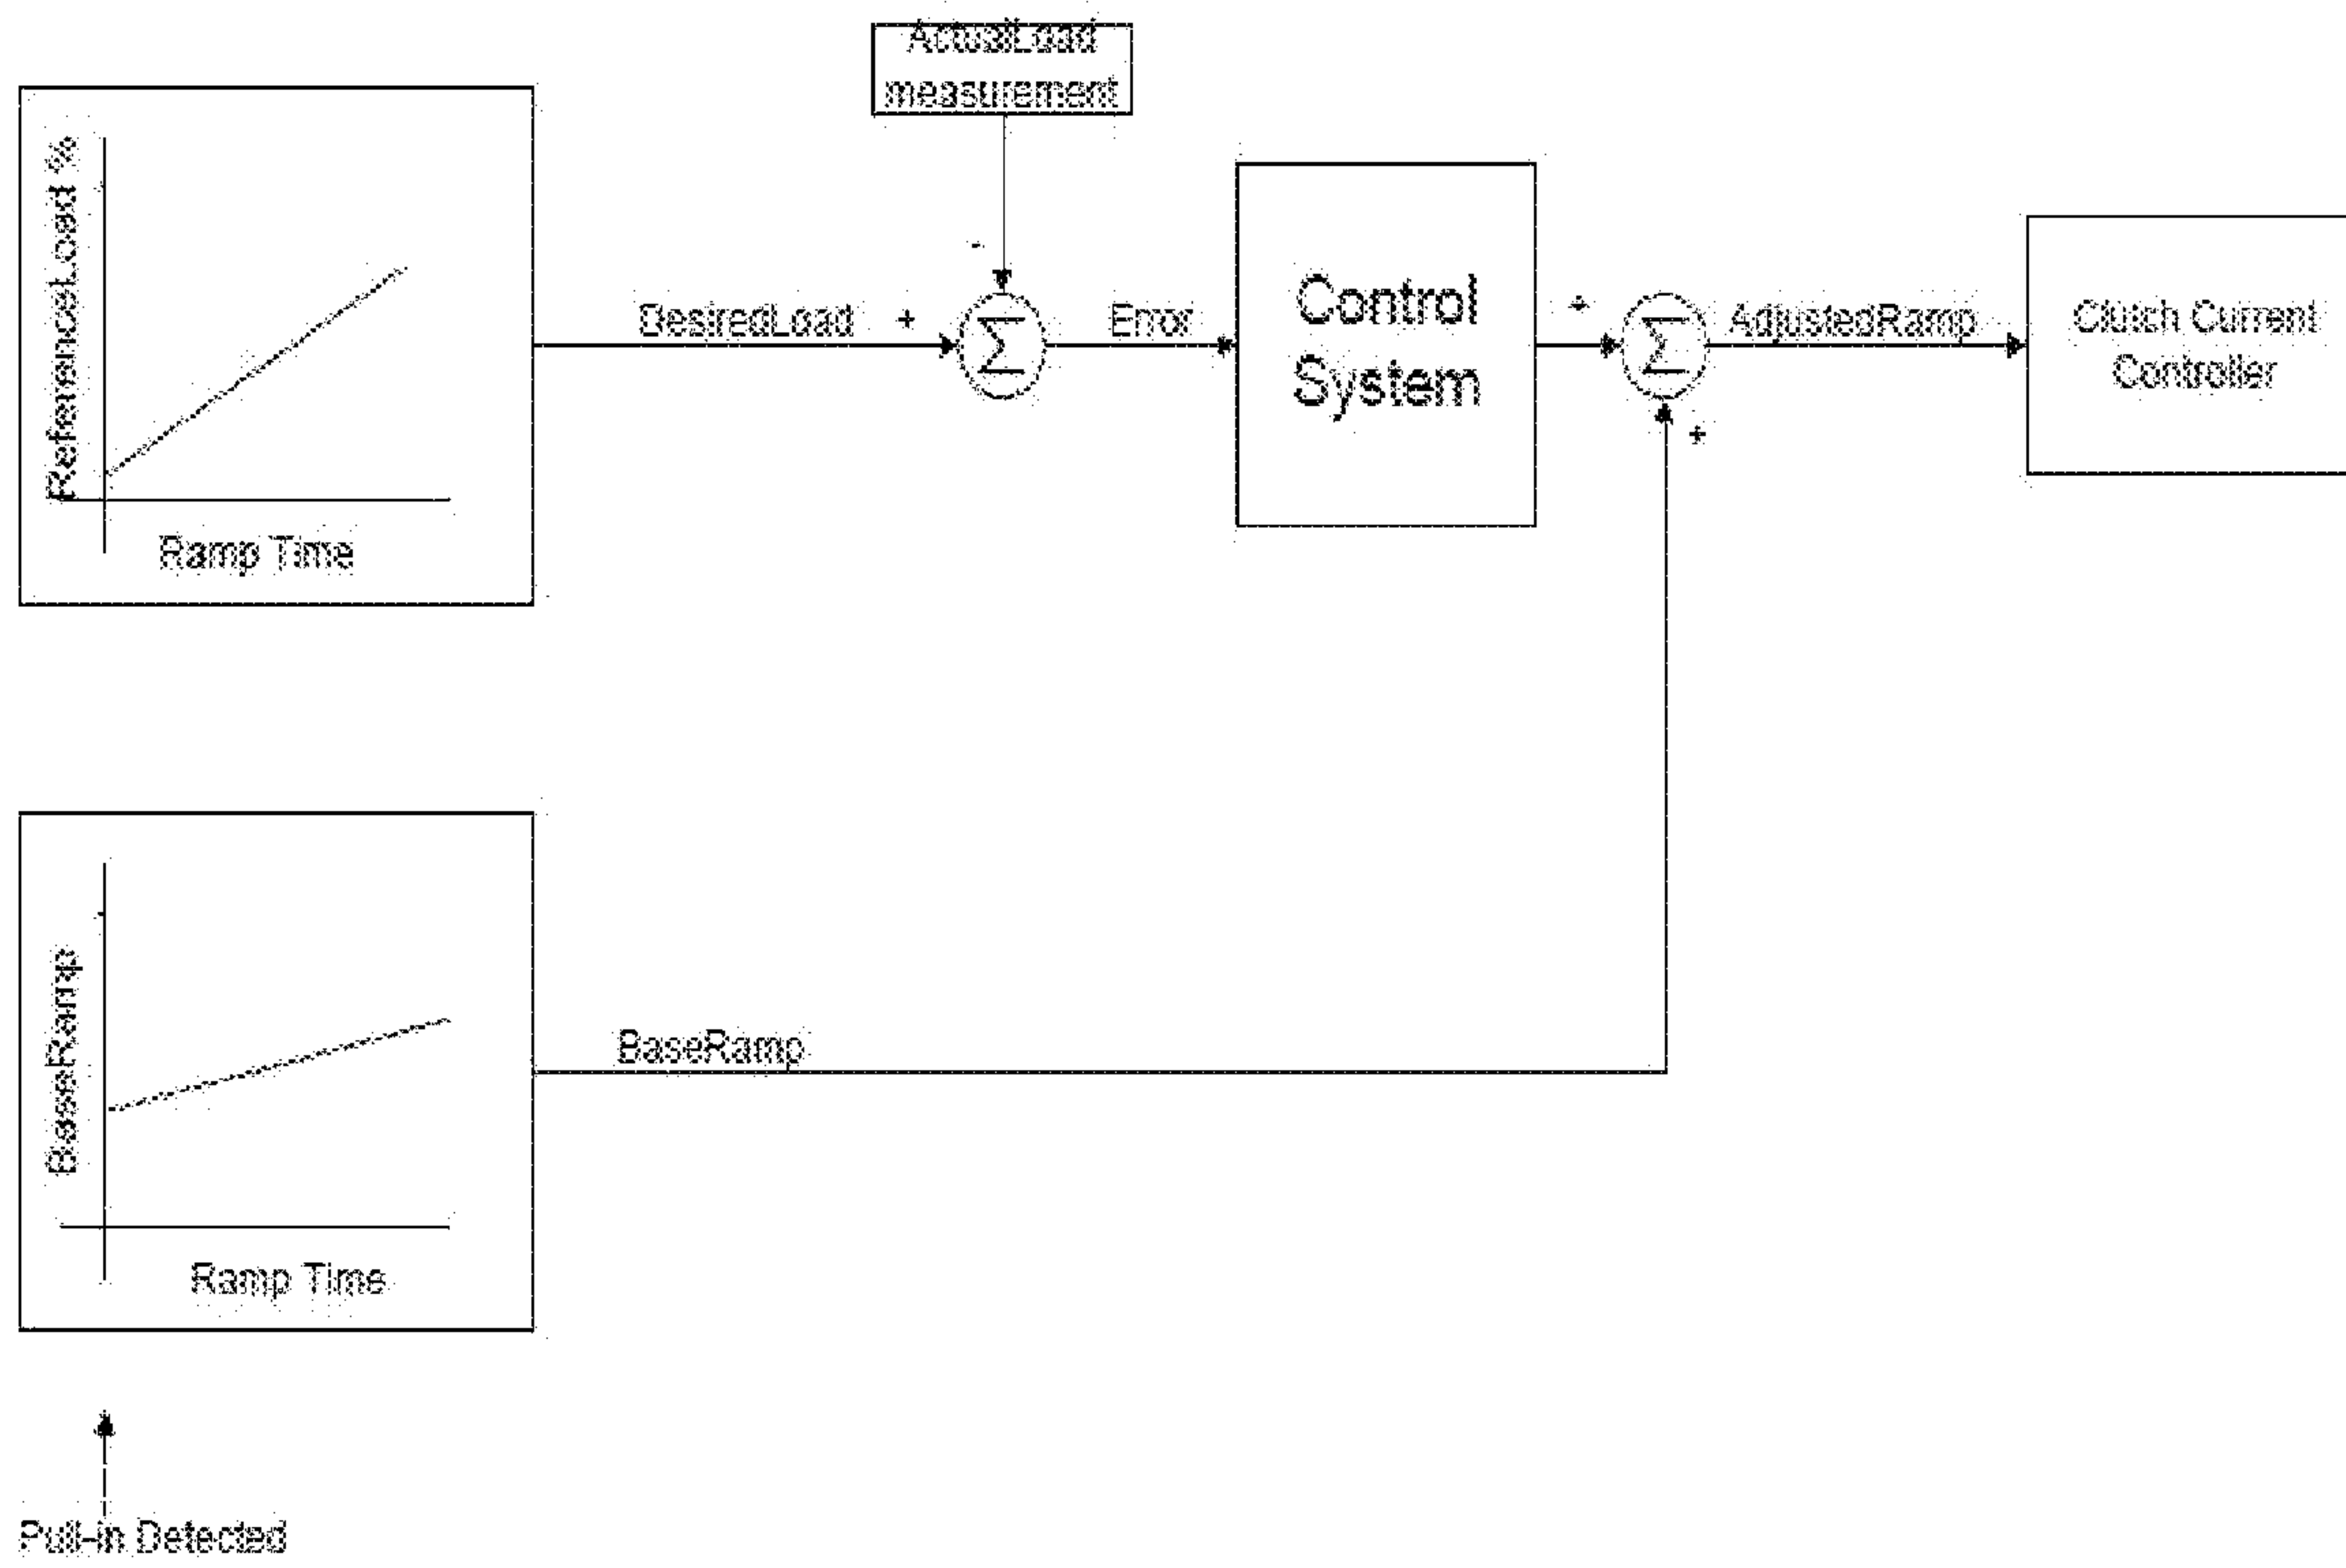 ActualLoad
measurement
ReferenceLoad %
Ramp Time
DesiredLoad
+
-
Σ
Error
Control
System
+
Σ
+
AdjustedRamp
Clutch Current
Controller
BaseRamp
Ramp Time
BaseRamp
Pull-in Detected